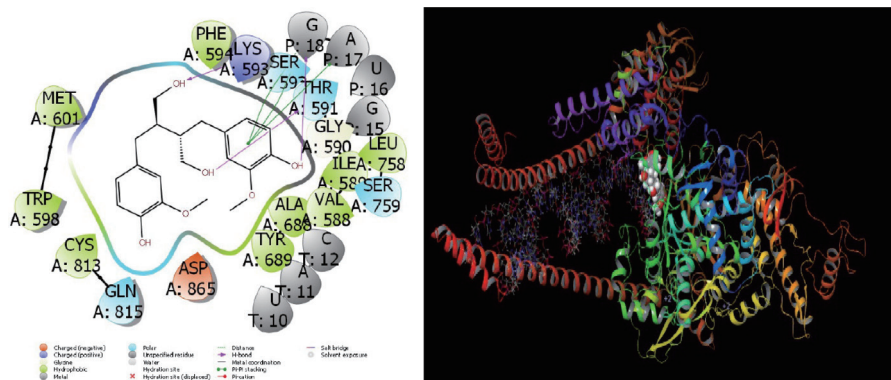 PHE
A: 594
LYS
A: 593
SER
G
P: 18
A
P: 17
U
P: 16
THR
A: 591
G
15
GLY
590
LEU
A: 758
ILE
SER
A: 759
VAL
A: 588
ALA
A: 688
TYR
A: 689
C
T: 12
A
T: 11
U
T: 10
MET
A: 601
TRP
A: 598
CYS
A: 813
GLN
A: 815
ASP
A: 865
OH
OH
OH
O
O
OH
Charged (negative)
Charged (positive)
Glycine
Hydrophobic
Metal
Polar
Unspecified residue
Water
Hydration site
Hydration site (displaced)
Distance
H-bond
Metal coordination
Pi-Pi stacking
Pi-cation
Salt bridge
Solvent exposure